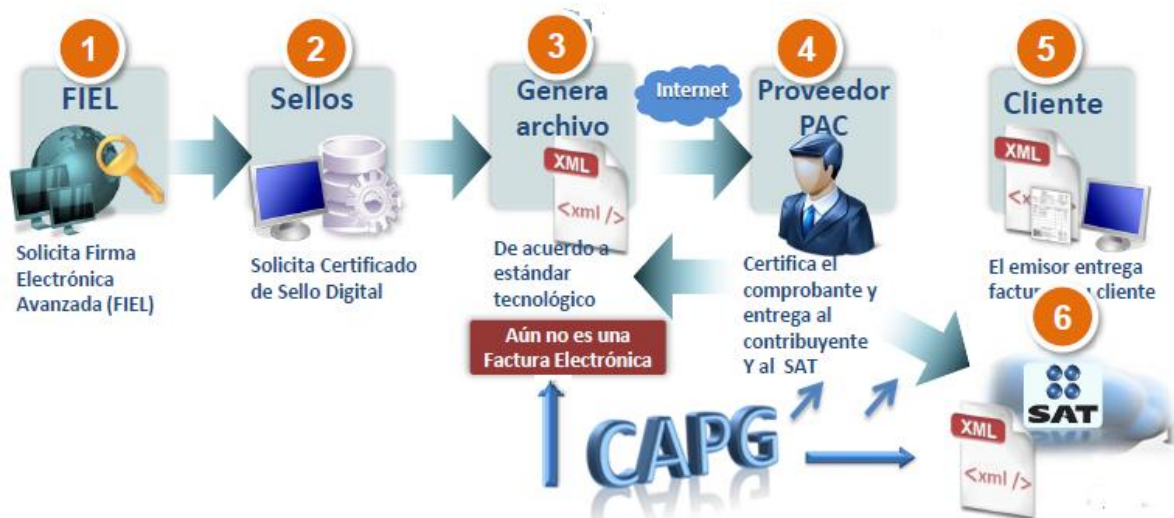 1
FIEL
Solicita Firma
Electrónica
Avanzada (FIEL)
2
Sellos
Solicita Certificado
de Sello Digital
3
Genera
archivo
XML
<xml />
De acuerdo a
estándar
tecnológico
Aún no es una
Factura Electrónica
Internet
4
Proveedor
PAC
Certifica el
comprobante y
entrega al
contribuyente
Y al SAT
5
Cliente
XML
El emisor entrega
cliente
6
SAT
XML
<xml />
CAPG